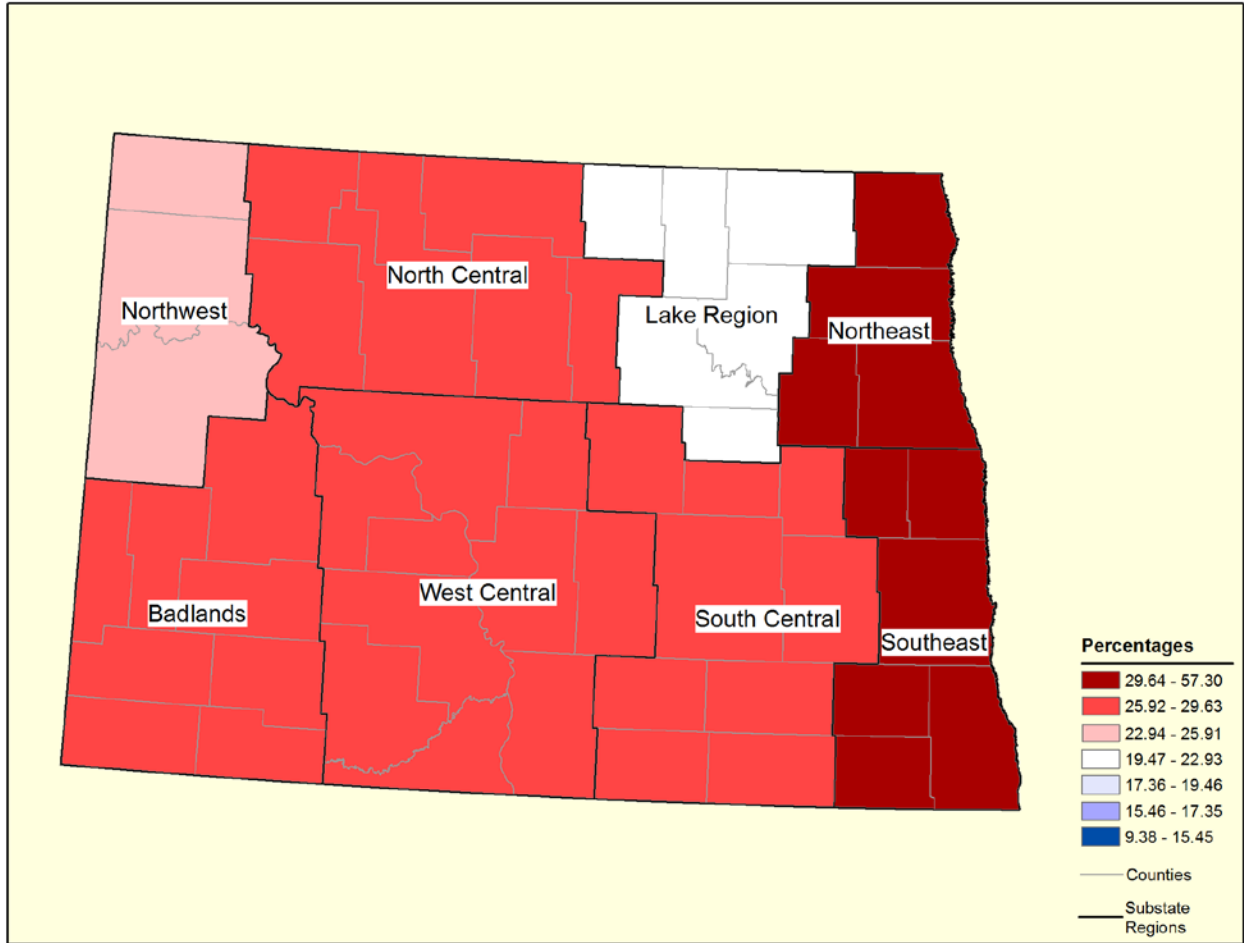 North Central
Northwest
Lake Region
Northeast
West Central
Badlands
South Central
Southeast
Percentages
29.64 - 57.30
25.92 - 29.63
22.94 - 25.91
19.47 - 22.93
17.36 - 19.46
15.46 - 17.35
9.38 - 15.45
Counties
Substate
Regions